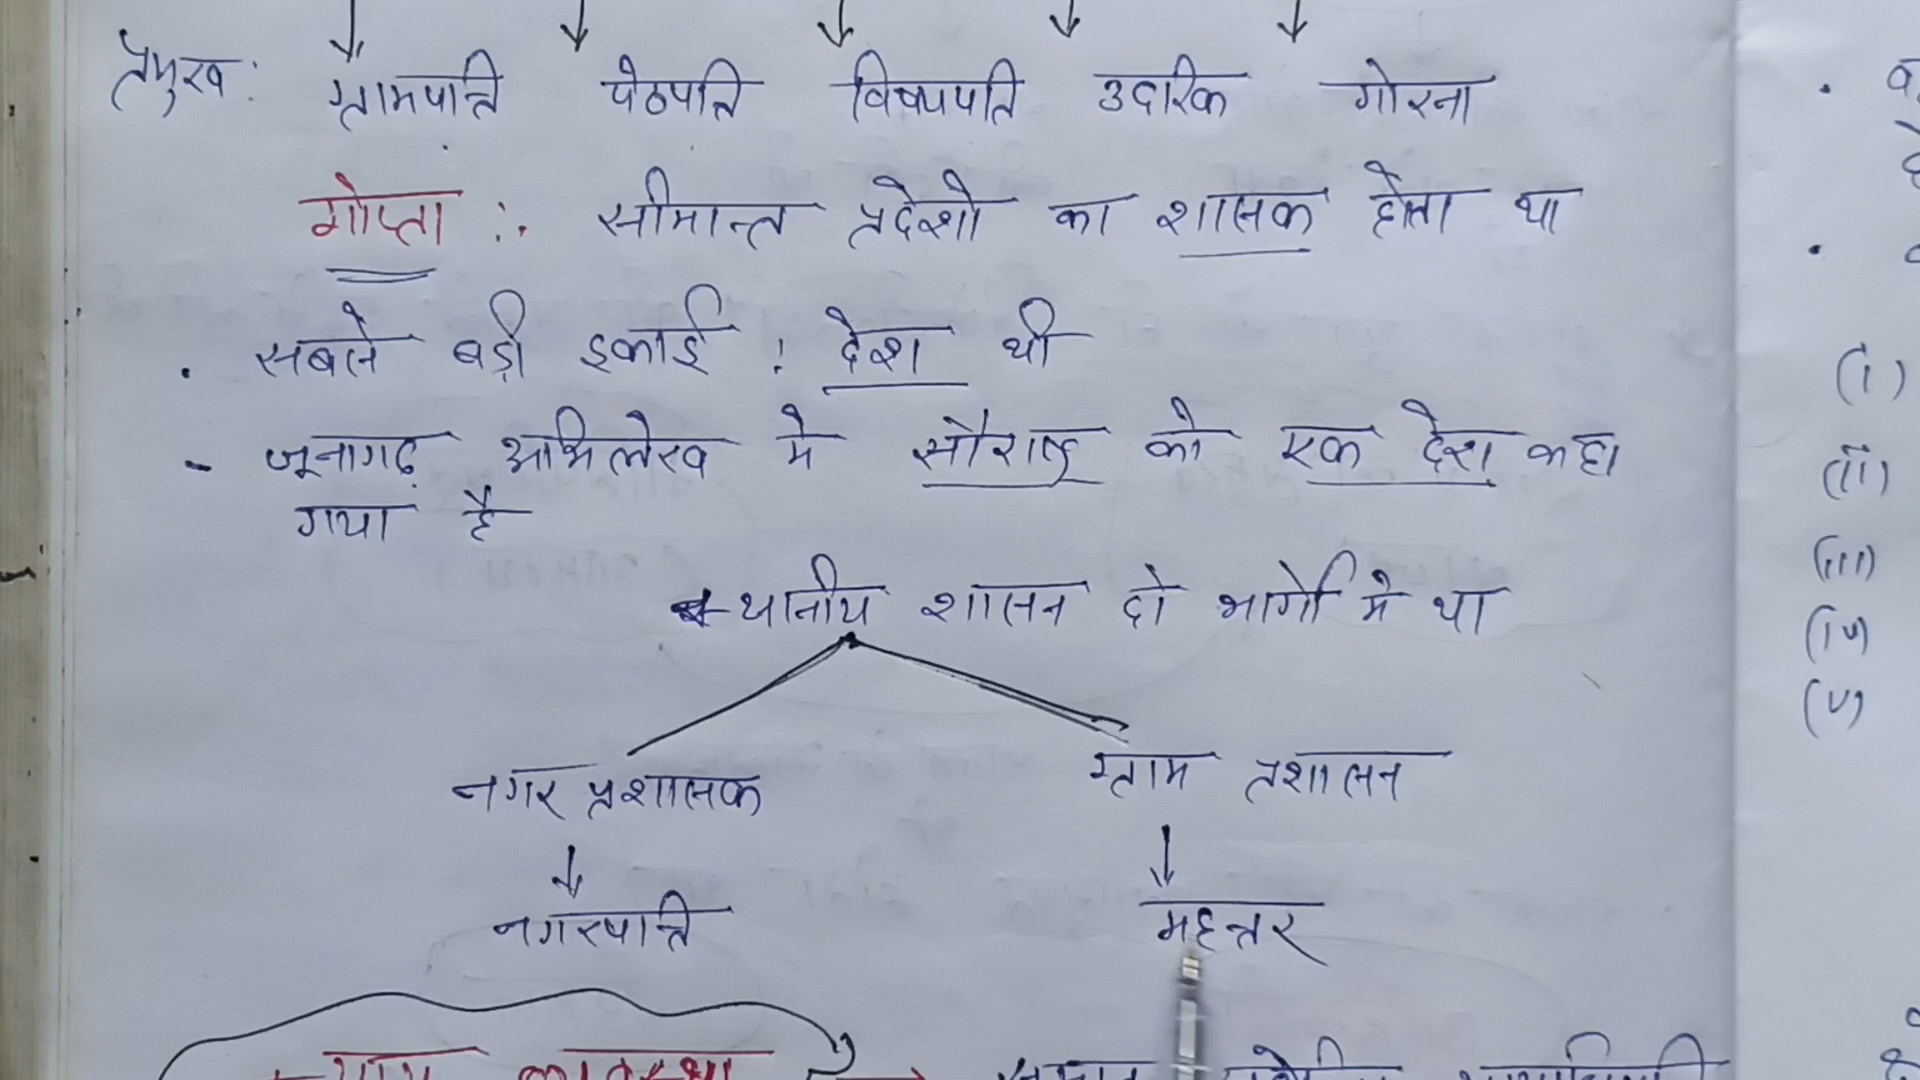 प्रमुख: ग्रामपति पेठपति विषयपति उदरिक गोरना
गोप्ता :. सीमान्त प्रदेशो का शासक होता था
. सबसे बड़ी इकाई : देश थी
- जूनागढ़ अभिलेख मे सौराष्ट्र को एक देश कहा
गया है
स्थानीय शासन दो भागों मे था
नगर प्रशासक ग्राम प्रशासन
नगरपति महत्तर
(i)
(ii)
(iii)
(iv)
(v)